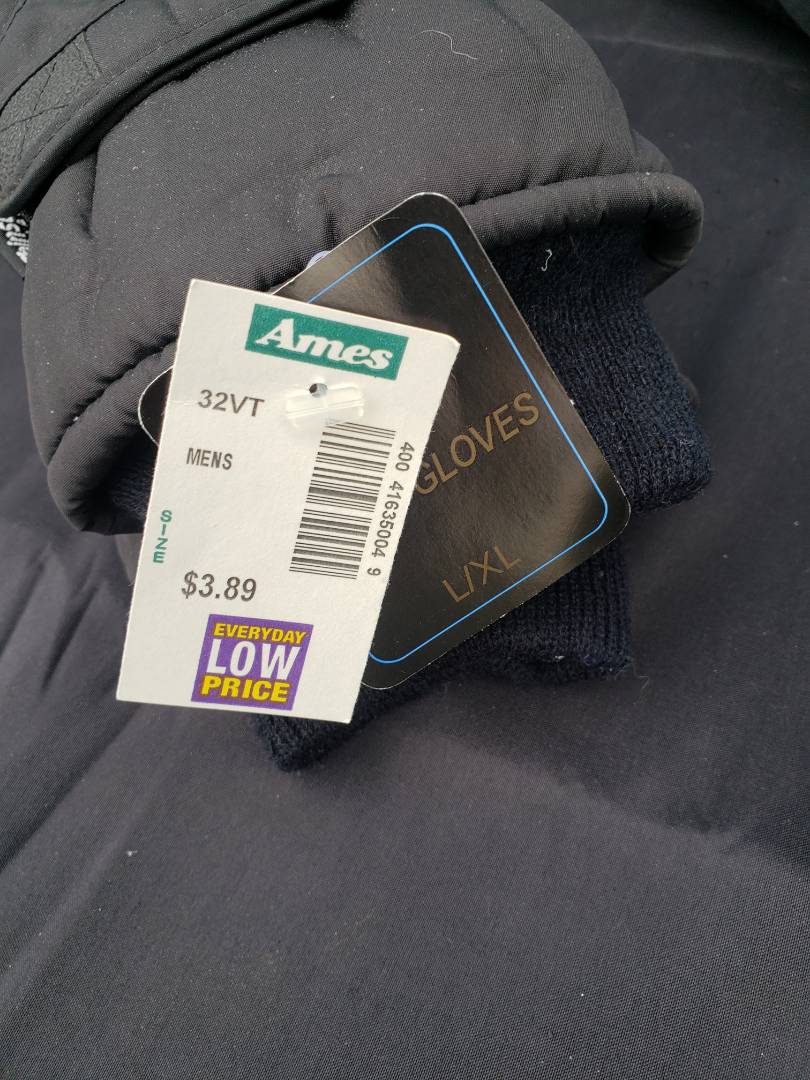 Ames
32VT
MENS
400 41635004 9
SIZE
$3.89
EVERYDAY
LOW
PRICE
GLOVES
L/XL